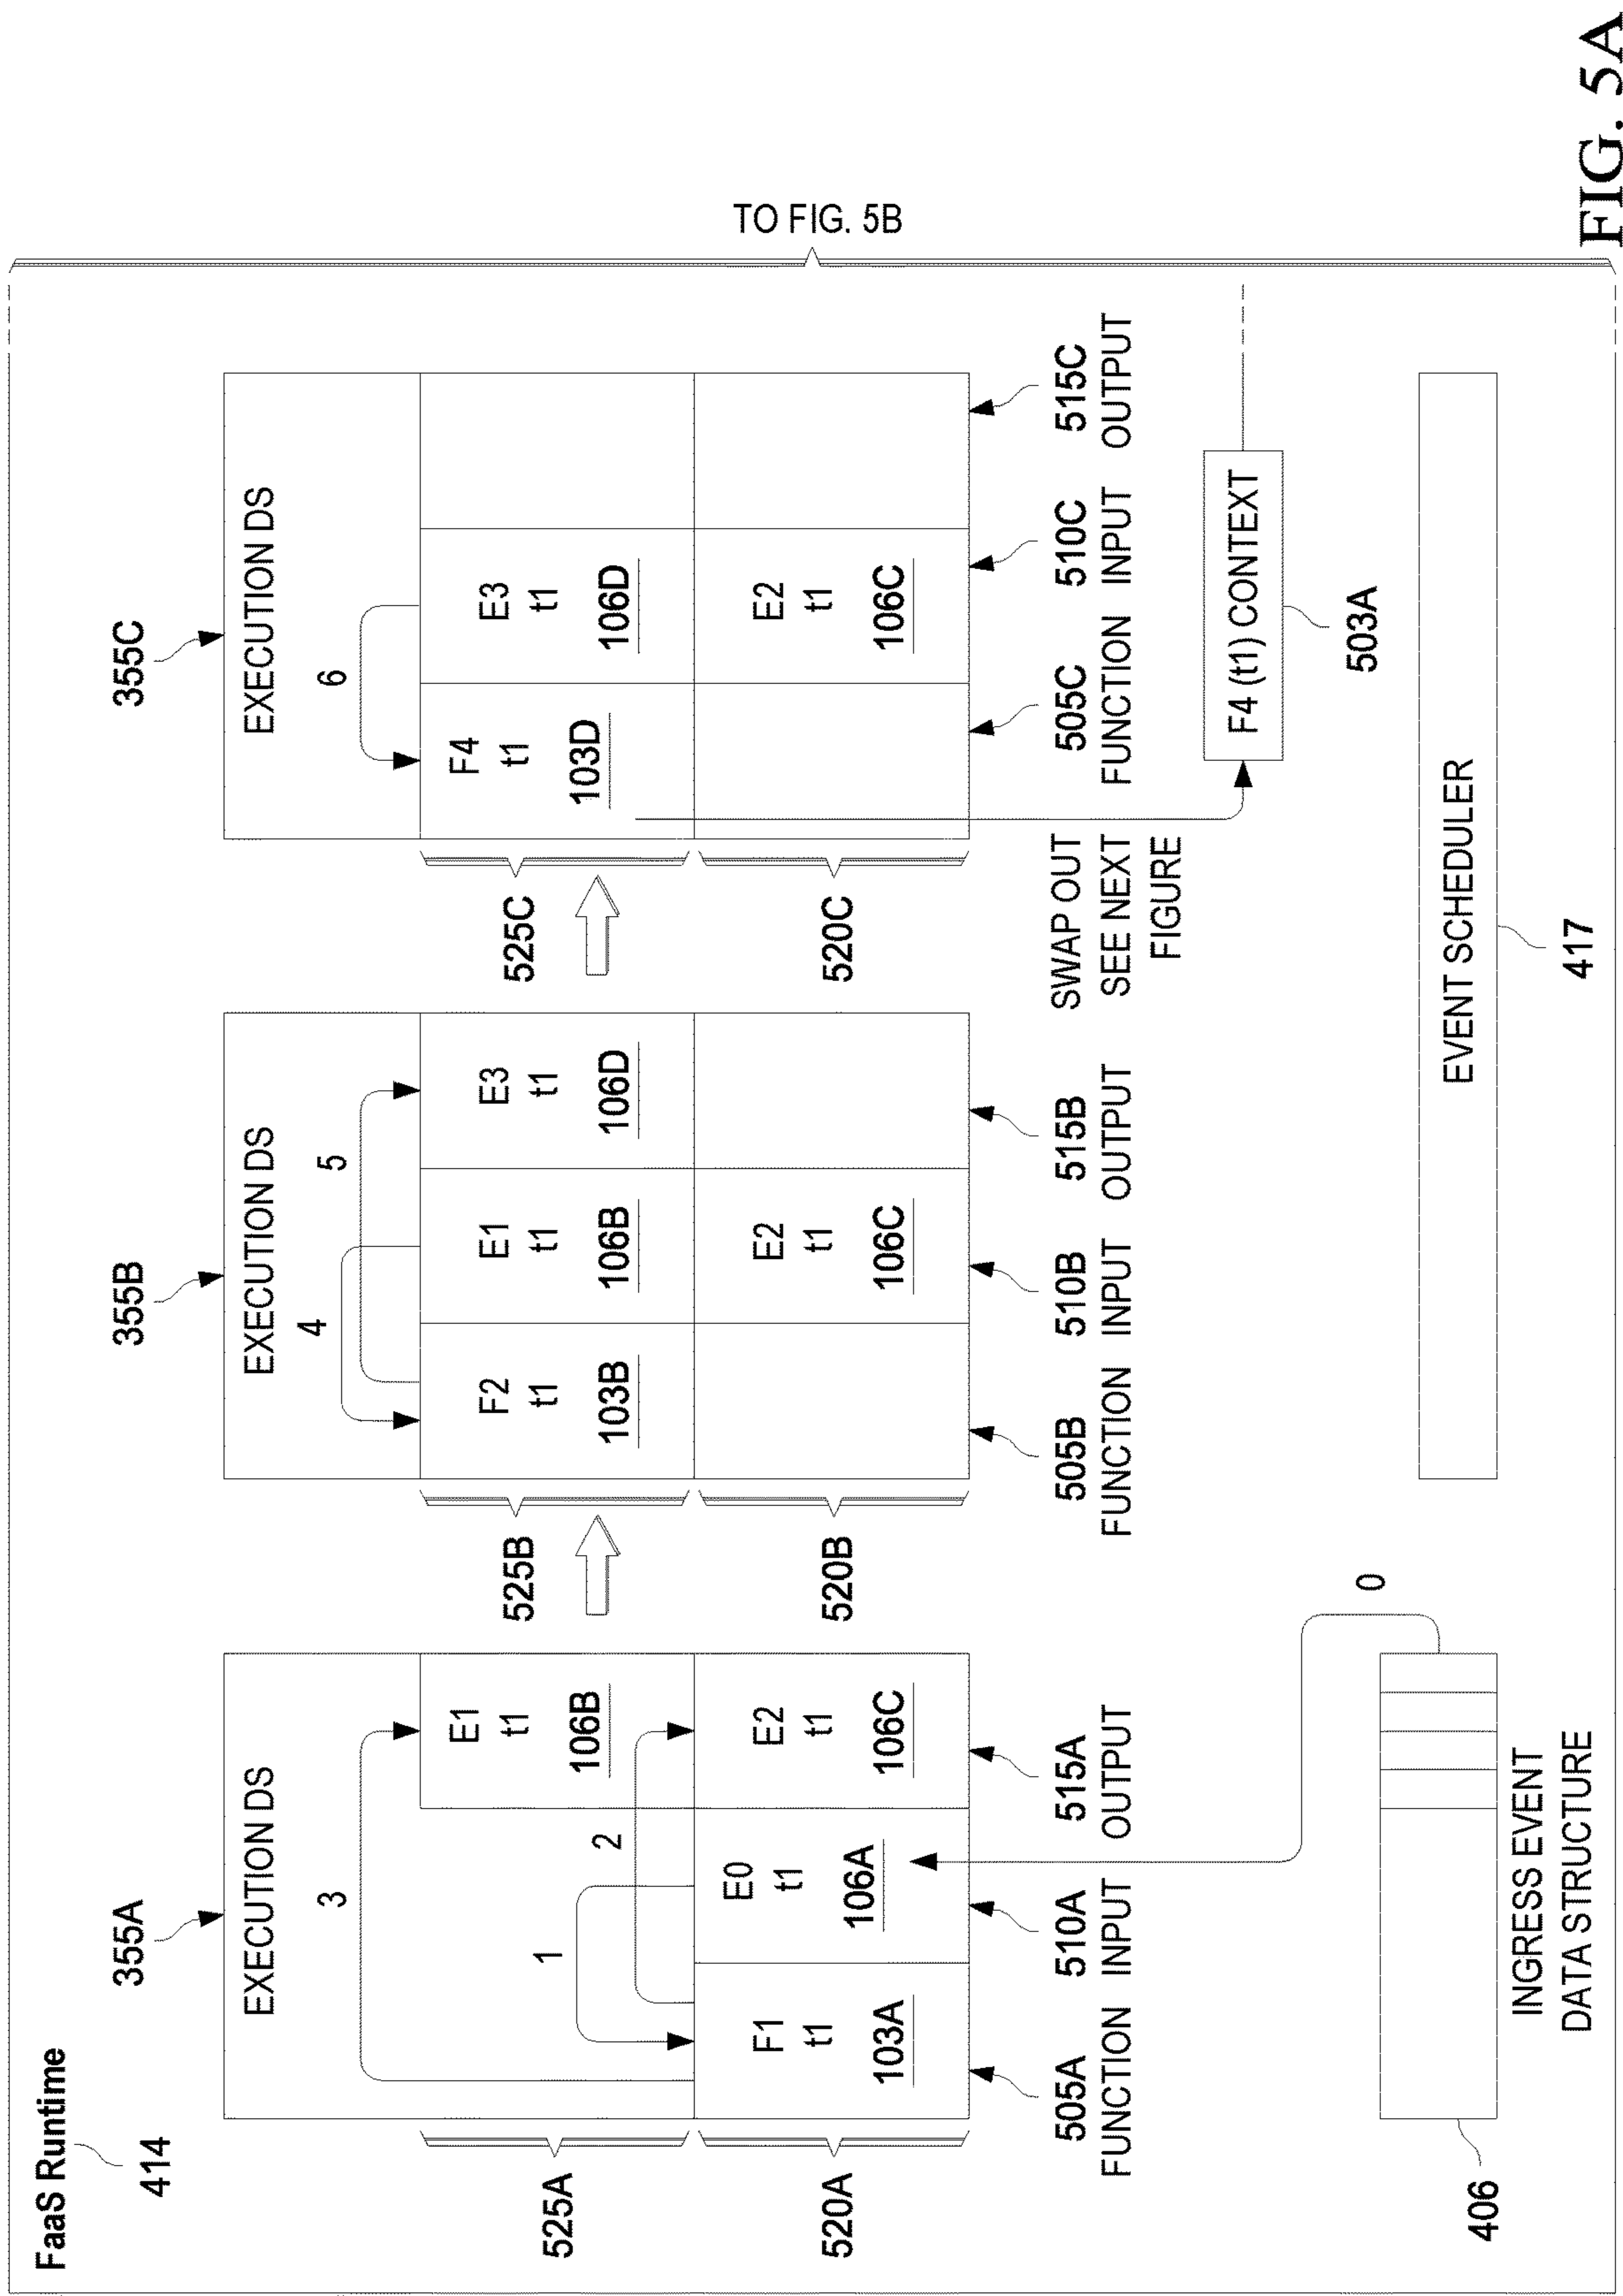 FaaS Runtime
414
355A
EXECUTION DS
3
1
2
525A
520A
E1
t1
106B
F1
t1
103A
E0
t1
106A
E2
t1
106C
505A
FUNCTION
510A
INPUT
515A
OUTPUT
355B
EXECUTION DS
4
5
525B
520B
F2
t1
103B
E1
t1
106B
E3
t1
106D
E2
t1
106C
505B
FUNCTION
510B
INPUT
515B
OUTPUT
355C
EXECUTION DS
6
525C
520C
F4
t1
103D
E3
t1
106D
E2
t1
106C
505C
FUNCTION
510C
INPUT
515C
OUTPUT
SWAP OUT
SEE NEXT
FIGURE
F4 (t1) CONTEXT
503A
0
406
INGRESS EVENT
DATA STRUCTURE
EVENT SCHEDULER
417
TO FIG. 5B
FIG. 5A